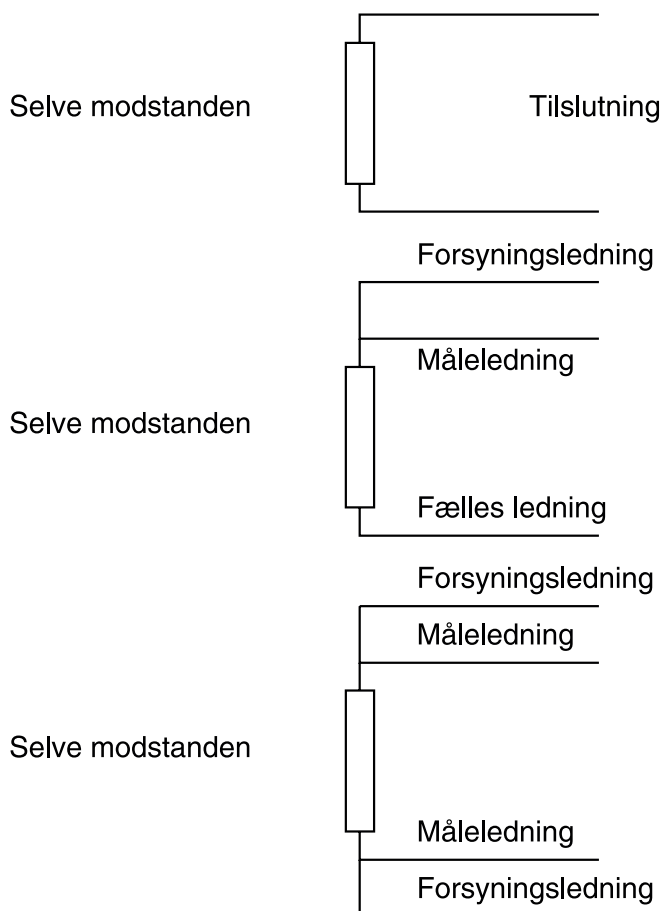 Selve modstanden
Tilslutning
Forsyningsledning
Måleledning
Selve modstanden
Fælles ledning
Forsyningsledning
Måleledning
Selve modstanden
Måleledning
Forsyningsledning